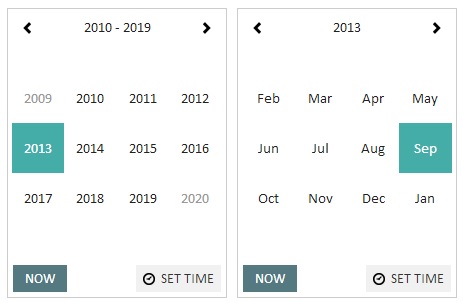 2010 - 2019
2009 2010 2011 2012
2013 2014 2015 2016
2017 2018 2019 2020
NOW SET TIME
2013
Feb Mar Apr May
Jun Jul Aug Sep
Oct Nov Dec Jan
NOW SET TIME